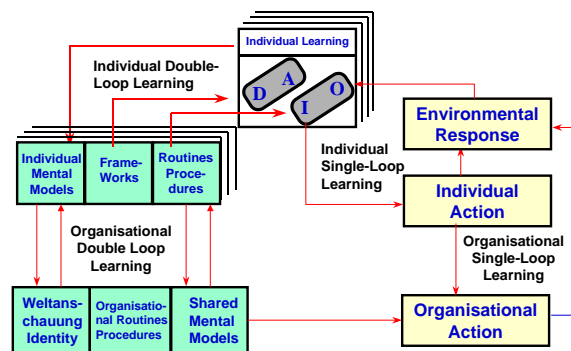 Individual Learning
Individual Double-
Loop Learning
D A
I O
Environmental
Response
Individual
Mental
Models
Frame-
Works
Routines
Proce-
dures
Individual
Single-Loop
Learning
Individual
Action
Organisational
Double Loop
Learning
Organisational
Single-Loop
Learning
Weltans-
chauung
Identity
Organisatio-
nal Routines
Procedures
Shared
Mental
Models
Organisational
Action